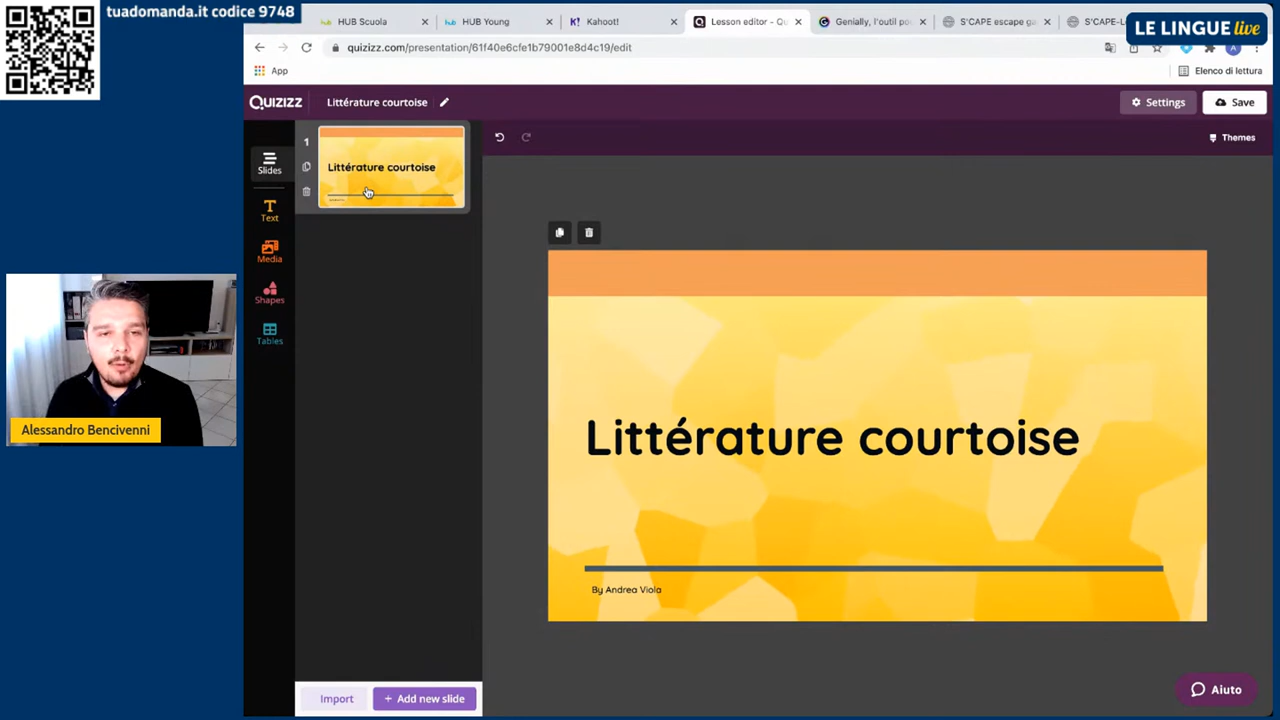 tuadomanda.it codice 9748
HUB Scuola
HUB Young
Kahoot!
Lesson editor - Qu
Genially, l'outil po
S'CAPE escape ga
S'CAPE-L
LE LINGUE live
quizizz.com/presentation/61f40e6cfe1b79001e8d4c19/edit
App
Elenco di lettura
QUIZIZZ
Littérature courtoise
Settings
Save
Themes
1
Slides
Text
Media
Shapes
Tables
Littérature courtoise
Littérature courtoise
By Andrea Viola
Alessandro Bencivenni
Import
+ Add new slide
Aiuto